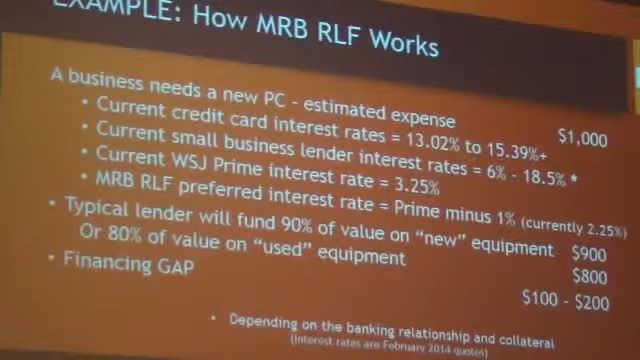 EXAMPLE: How MRB RLF Works
A business needs a new PC - estimated expense $1,000
• Current credit card interest rates = 13.02% to 15.39%+
• Current small business lender interest rates = 6% - 18.5% *
• Current WSJ Prime interest rate = 3.25%
• MRB RLF preferred interest rate = Prime minus 1% (currently 2.25%)
• Typical lender will fund 90% of value on "new" equipment $900
Or 80% of value on "used" equipment $800
• Financing GAP $100 - $200
• Depending on the banking relationship and collateral
(Interest rates are February 2014 quotes)